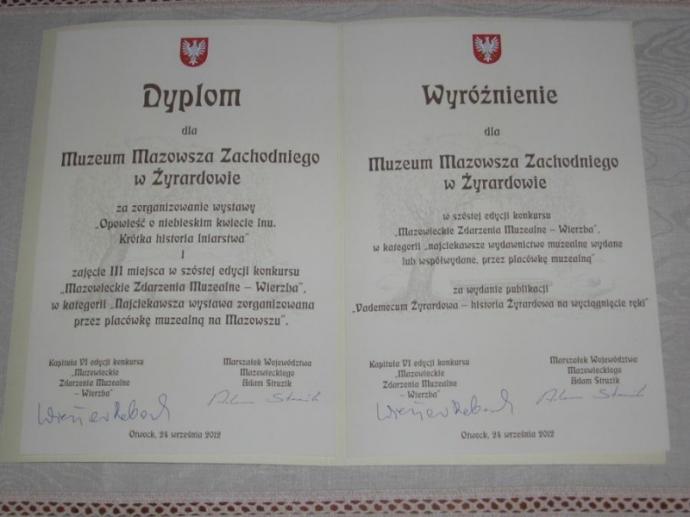 Dyplom
dla
Muzeum Mazowsza Zachodniego
w Żyrardowie
za zorganizowanie wystawy
„Opowieść o niebieskim kwiecie lnu.
Krótka historia lniarstwa"
i
zajęcie III miejsca w szóstej edycji konkursu
„Mazowieckie Zdarzenia Muzealne – Wierzba",
w kategorii „Najciekawsza wystawa zorganizowana
przez placówkę muzealną na Mazowszu".
Kapituła VI edycji konkursu
„Mazowieckie
Zdarzenia Muzealne
– Wierzba"
Marszałek Województwa
Mazowieckiego
Adam Struzik
Otwock, 24 września 2012
Wyróżnienie
dla
Muzeum Mazowsza Zachodniego
w Żyrardowie
w szóstej edycji konkursu
„Mazowieckie Zdarzenia Muzealne – Wierzba",
w kategorii „najciekawsze wydawnictwo muzealne wydane
lub współwydane, przez placówkę muzealną"
za wydanie publikacji
„Vademecum Żyrardowa – historia Żyrardowa na wyciągnięcie ręki"
Kapituła VI edycji konkursu
„Mazowieckie
Zdarzenia Muzealne
– Wierzba"
Marszałek Województwa
Mazowieckiego
Adam Struzik
Otwock, 24 września 2012